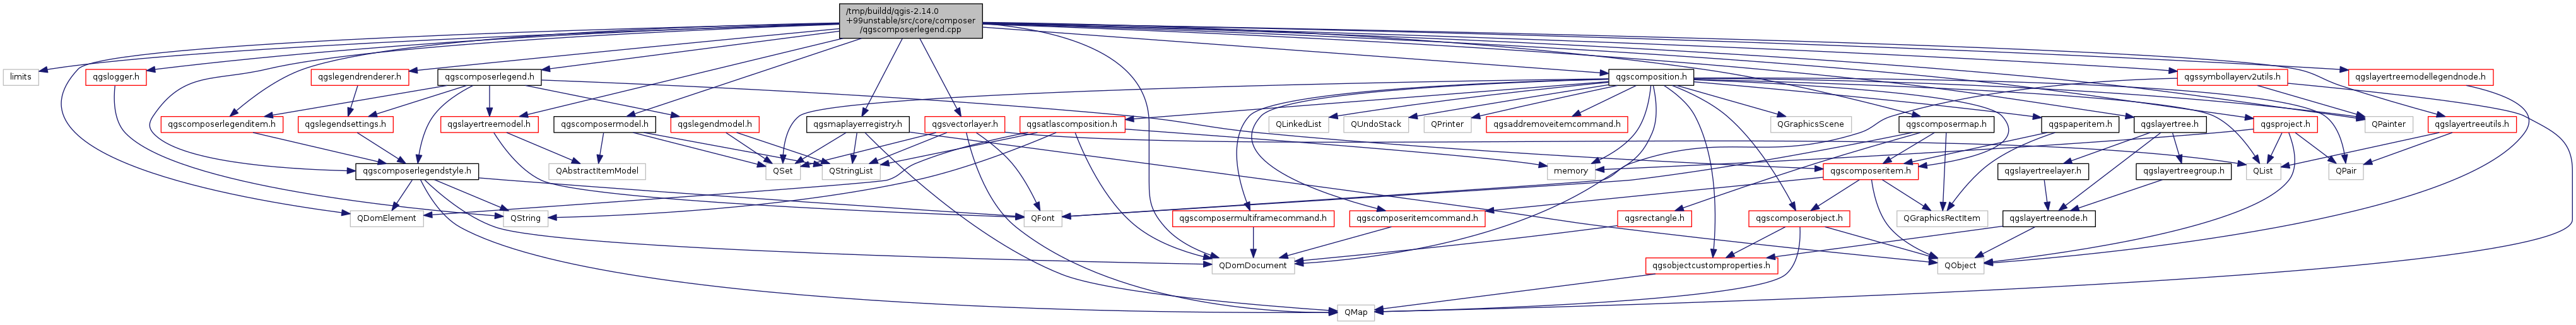 /tmp/buildd/qgis-2.14.0
+99unstable/src/core/composer
/qgscomposerlegend.cpp
limits
qgslogger.h
qgslegendrenderer.h
qgscomposerlegend.h
qgscomposition.h
qgssymbollayerv2utils.h
qgslayertreemodellegendnode.h
qgscomposerlegenditem.h
qgslegendsettings.h
qgslayertreemodel.h
qgscomposermodel.h
qgslegendmodel.h
qgsmaplayerregistry.h
qgsvectorlayer.h
qgsatlascomposition.h
QLinkedList
QUndoStack
QPrinter
qgsaddremoveitemcommand.h
QGraphicsScene
qgscomposermap.h
qgspaperitem.h
qgslayertree.h
qgsproject.h
QPainter
qgslayertreeutils.h
qgscomposerlegendstyle.h
QAbstractItemModel
QSet
QStringList
memory
qgscomposeritem.h
qgslayertreelayer.h
qgslayertreegroup.h
QList
QPair
QDomElement
QString
QFont
qgscomposermultiframecommand.h
qgscomposeritemcommand.h
qgsrectangle.h
qgscomposerobject.h
QGraphicsRectItem
qgslayertreenode.h
QDomDocument
qgsobjectcustomproperties.h
QObject
QMap